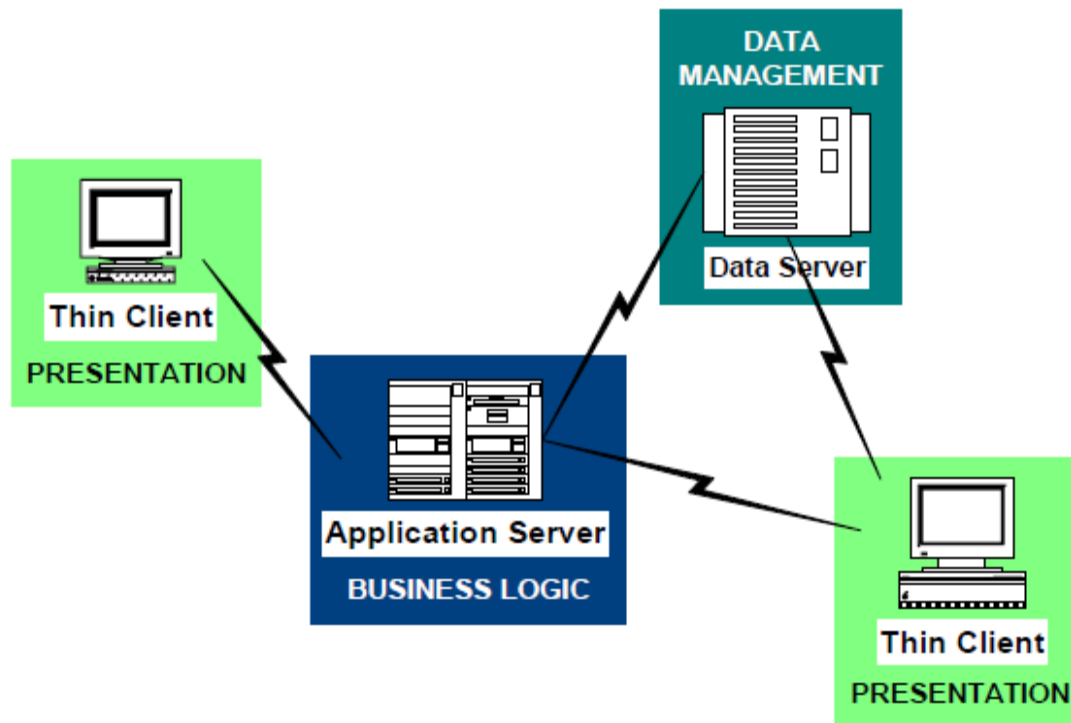 DATA
MANAGEMENT
Data Server
Thin Client
PRESENTATION
Application Server
BUSINESS LOGIC
Thin Client
PRESENTATION